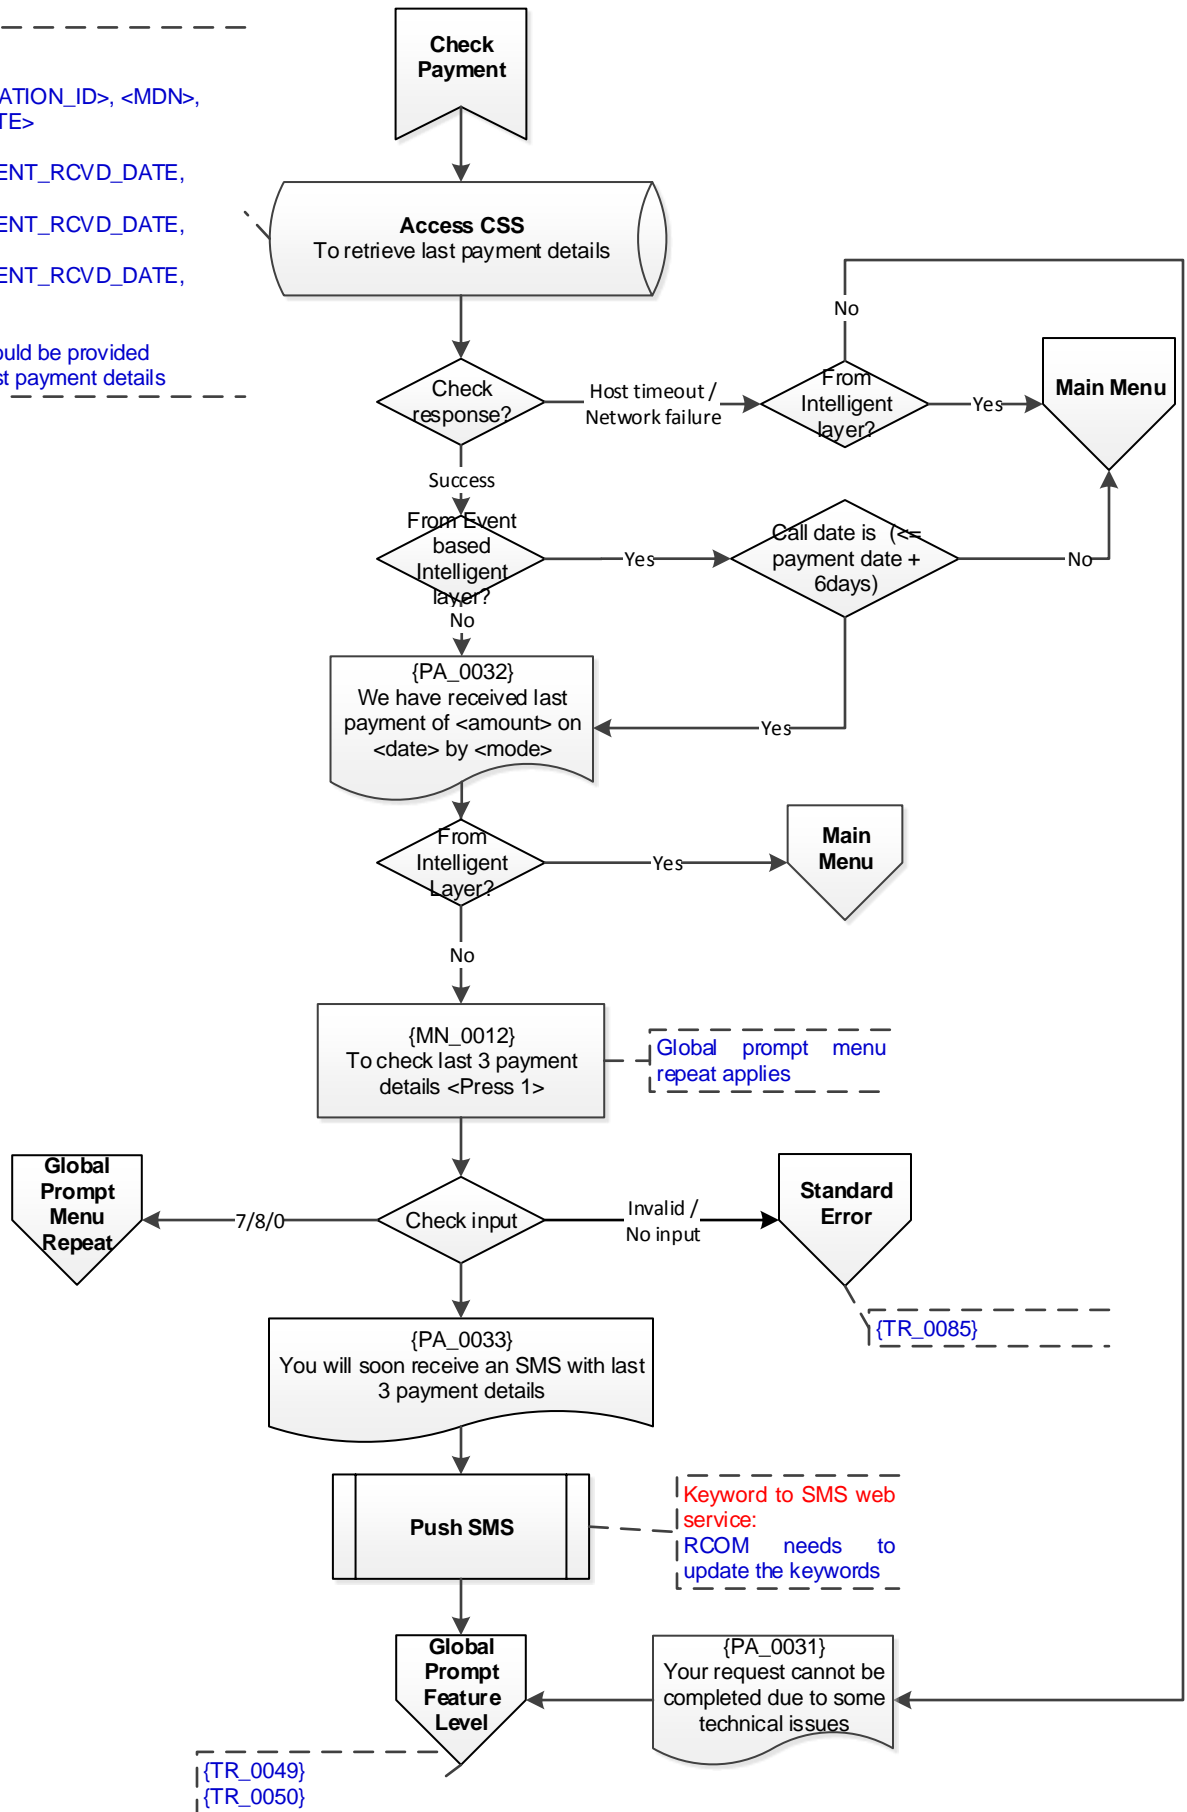 Check
Payment
ATION_ID>, <MDN>,
TE>
ENT_RCVD_DATE,
ENT_RCVD_DATE,
ENT_RCVD_DATE,
ould be provided
st payment details
Access CSS
To retrieve last payment details
No
Check
response?
Host timeout /
Network failure
From
Intelligent
layer?
Yes
Main Menu
Success
From Event
based
Intelligent
layer?
Yes
Call date is (<=
payment date +
6days)
No
No
{PA_0032}
We have received last
payment of <amount> on
<date> by <mode>
Yes
From
Intelligent
Layer?
Yes
Main
Menu
No
{MN_0012}
To check last 3 payment
details <Press 1>
Global prompt menu
repeat applies
Global
Prompt
Menu
Repeat
7/8/0
Check input
Invalid /
No input
Standard
Error
{TR_0085}
{PA_0033}
You will soon receive an SMS with last
3 payment details
Push SMS
Keyword to SMS web
service:
RCOM needs to
update the keywords
Global
Prompt
Feature
Level
{PA_0031}
Your request cannot be
completed due to some
technical issues
{TR_0049}
{TR_0050}